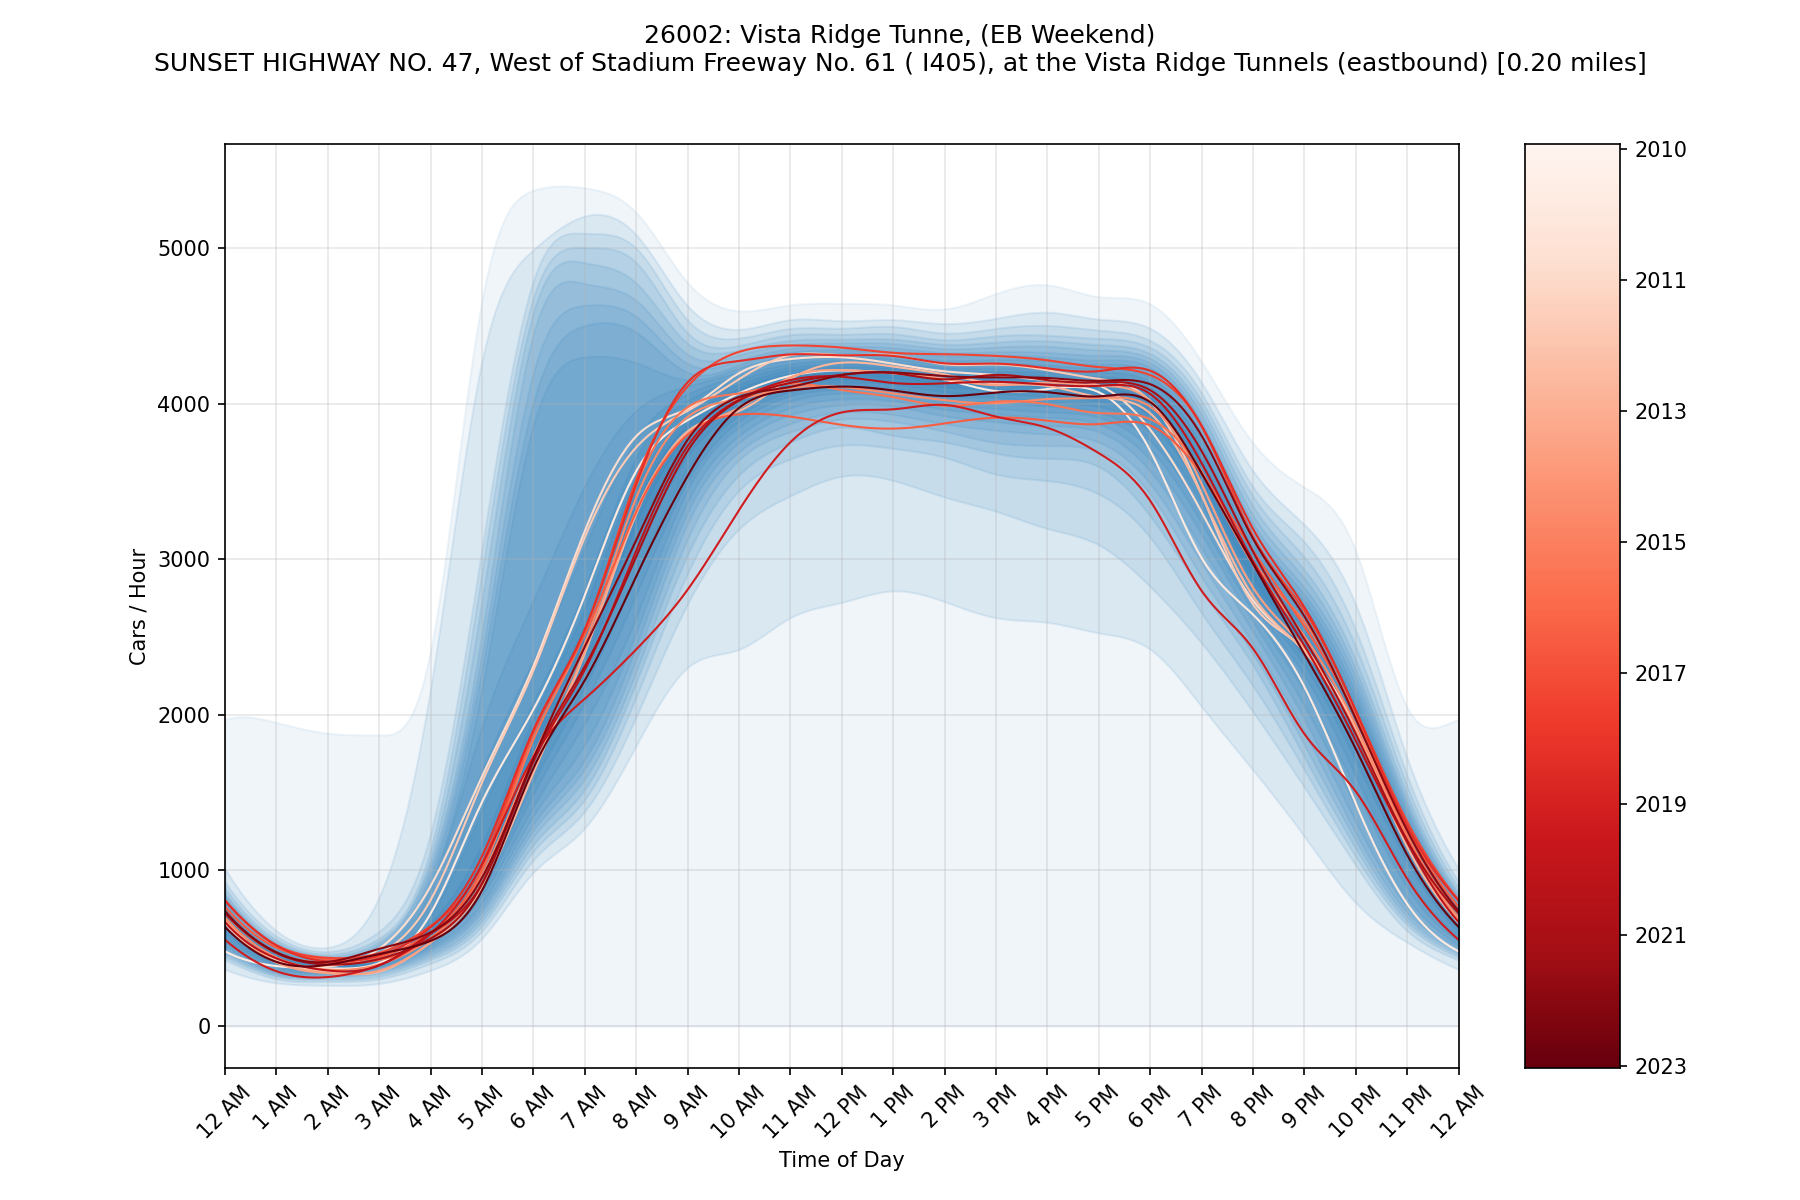 26002: Vista Ridge Tunne, (EB Weekend)
SUNSET HIGHWAY NO. 47, West of Stadium Freeway No. 61 ( I405), at the Vista Ridge Tunnels (eastbound) [0.20 miles]
Cars / Hour
5000
4000
3000
2000
1000
0
12 AM
1 AM
2 AM
3 AM
4 AM
5 AM
6 AM
7 AM
8 AM
9 AM
10 AM
11 AM
12 PM
1 PM
2 PM
3 PM
4 PM
5 PM
6 PM
7 PM
8 PM
9 PM
10 PM
11 PM
12 AM
Time of Day
2010
2011
2013
2015
2017
2019
2021
2023